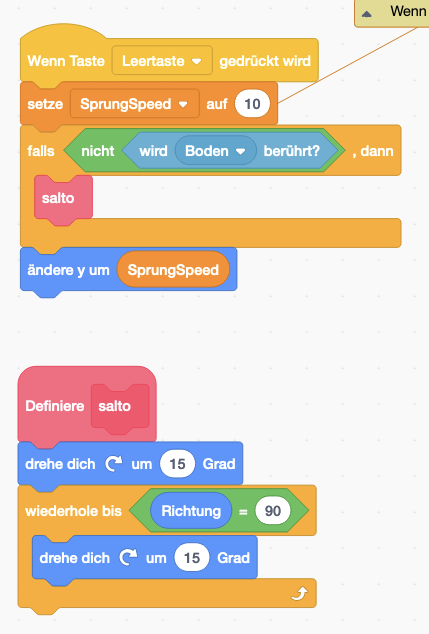 Wenn
Wenn Taste Leertaste gedrückt wird
setze SprungSpeed auf 10
falls nicht wird Boden berührt? , dann
salto
ändere y um SprungSpeed
Definiere salto
drehe dich um 15 Grad
wiederhole bis Richtung = 90
drehe dich um 15 Grad